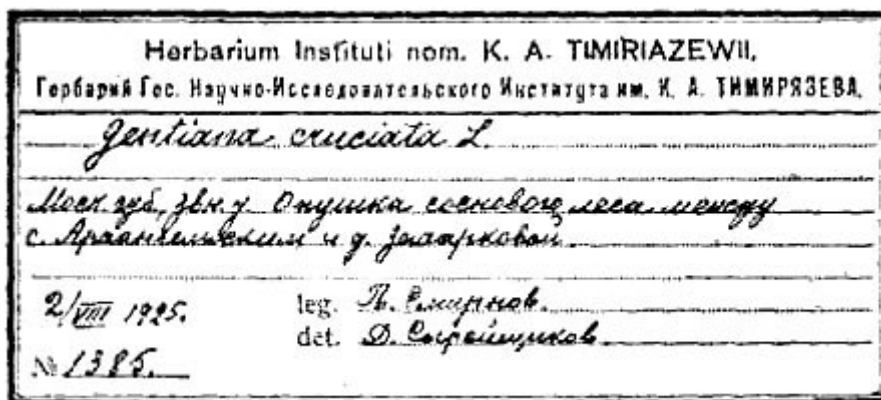 Herbarium Instituti nom. K. A. TIMIRIAZEWII.
Гербарий Гос. Научно-Исследовательского Института им. К. А. ТИМИРЯЗЕВА.
Gentiana cruciata L.
Моск. губ., Звн. у. Опушка соснового леса между
с. Архангельским и д. Захарковой
2/VIII 1925.
leg. П. Смирнов.
det. Д. Сырейщиков
№ 1385.